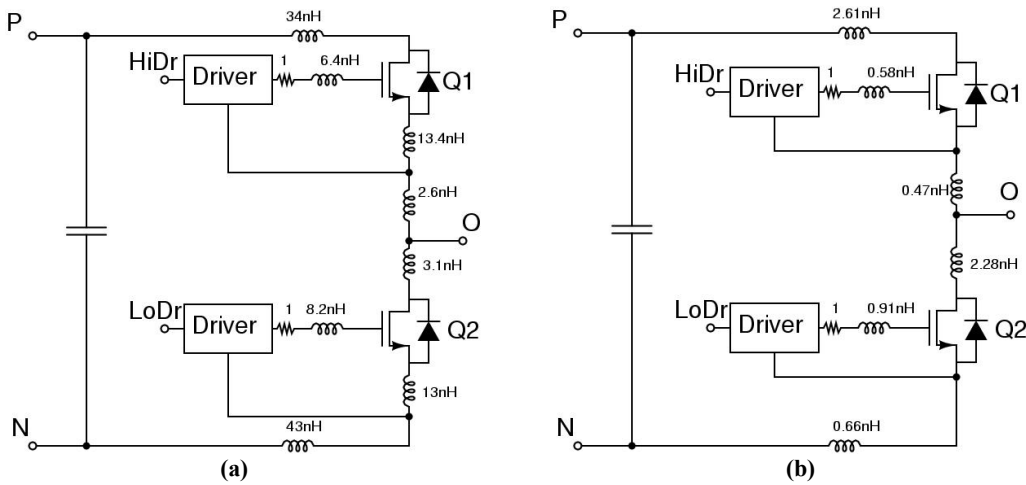 P
34nH
HiDr
Driver
1
6.4nH
Q1
13.4nH
2.6nH
O
3.1nH
LoDr
Driver
1
8.2nH
Q2
13nH
N
43nH
(a)
P
2.61nH
HiDr
Driver
1
0.58nH
Q1
0.47nH
O
2.28nH
LoDr
Driver
1
0.91nH
Q2
N
0.66nH
(b)